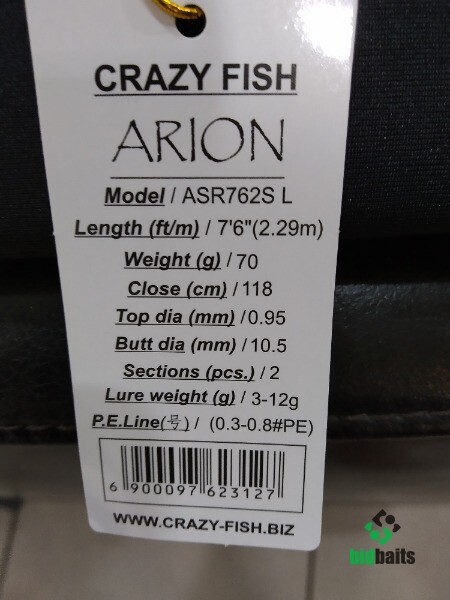 CRAZY FISH
ARION
Model / ASR762S L
Length (ft/m) / 7'6"(2.29m)
Weight (g) / 70
Close (cm) / 118
Top dia (mm) / 0.95
Butt dia (mm) / 10.5
Sections (pcs.) / 2
Lure weight (g) / 3-12g
P.E.Line(号) / (0.3-0.8#PE)
6 900097 623127
WWW.CRAZY-FISH.BIZ
bigbaits